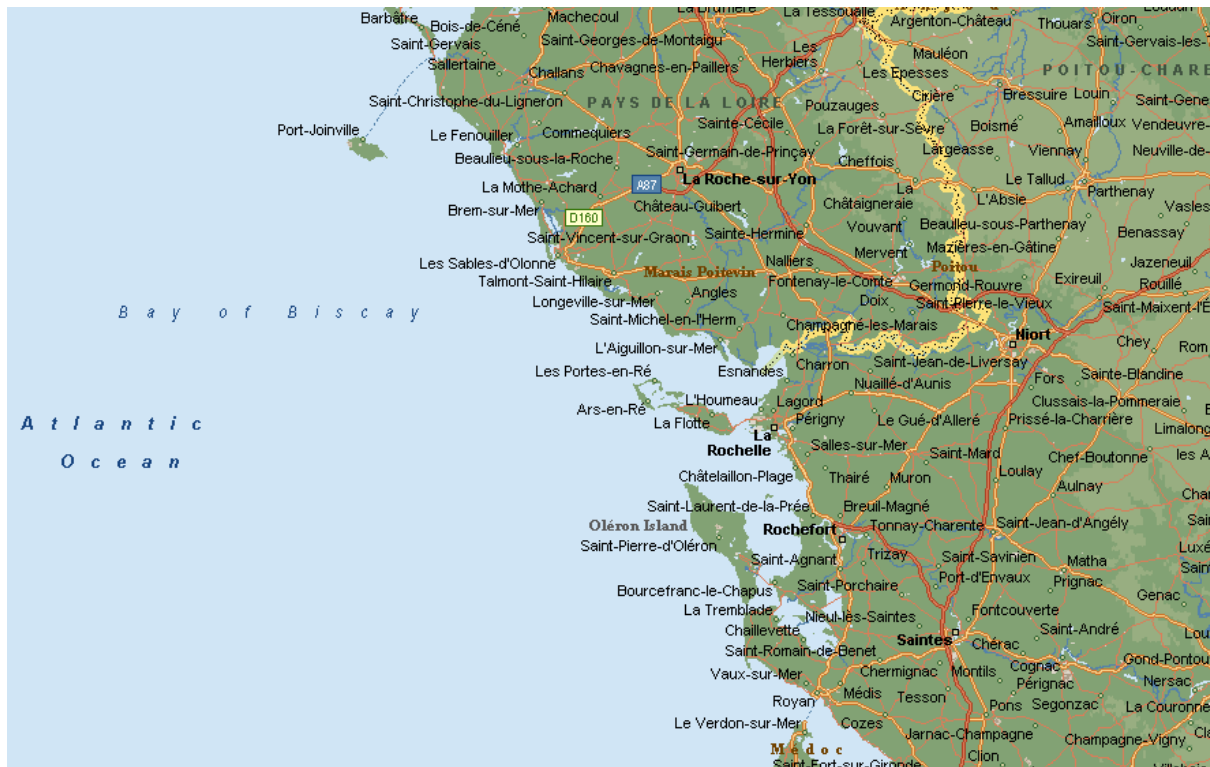 La Bruffière
La Tessoualle
Loudun
Barbâtre
Bois-de-Céné
Machecoul
Argenton-Château
Thouars
Oiron
Saint-Gervais
Saint-Georges-de-Montaigu
Les
Herbiers
Mauléon
Saint-Gervais-les-
Sallertaine
Challans
Chavagnes-en-Paillers
Les Epesses
POITOU-CHARE
Saint-Christophe-du-Ligneron
PAYS DE LA LOIRE
Pouzauges
Cirière
Bressuire
Louin
Saint-Gene
Port-Joinville
Le Fenouiller
Commequiers
Sainte-Cécile
La Forêt-sur-Sèvre
Boismé
Amailloux
Vendeuvre-
Beaulieu-sous-la-Roche
Saint-Germain-de-Prinçay
Cheffois
Largeasse
Viennay
Neuville-de-
La Mothe-Achard
A87
La Roche-sur-Yon
La
Châtaigneraie
Le Tallud
Parthenay
L'Absie
Brem-sur-Mer
D160
Château-Guibert
Vasles
Saint-Vincent-sur-Graon
Sainte-Hermine
Vouvant
Beaulieu-sous-Parthenay
Benassay
Mervent
Mazières-en-Gâtine
Les Sables-d'Olonne
Marais Poitevin
Nalliers
Poitou
Jazeneuil
Talmont-Saint-Hilaire
Fontenay-le-Comte
Germond-Rouvre
Exireuil
Rouillé
Longeville-sur-Mer
Angles
Doix
Saint-Pierre-le-Vieux
Saint-Maixent-l'É
Bay of Biscay
Saint-Michel-en-l'Herm
Champagné-les-Marais
Niort
Chey
Rom
L'Aiguillon-sur-Mer
Charron
Saint-Jean-de-Liversay
Les Portes-en-Ré
Esnandes
Nuaillé-d'Aunis
Fors
Sainte-Blandine
Ars-en-Ré
L'Houmeau
Lagord
Clussais-la-Pommeraie
Atlantic
Ocean
La Flotte
Périgny
Le Gué-d'Alleré
Prissé-la-Charrière
Limalong
La
Rochelle
Salles-sur-Mer
Saint-Mard
Chef-Boutonne
les A
Châtelaillon-Plage
Thairé
Muron
Loulay
Aulnay
Saint-Laurent-de-la-Prée
Breuil-Magné
Cha
Oléron Island
Rochefort
Tonnay-Charente
Saint-Jean-d'Angély
Sai
Saint-Pierre-d'Oléron
Saint-Agnant
Trizay
Saint-Savinien
Matha
Luxé
Saint
Bourcefranc-le-Chapus
Saint-Porchaire
Port-d'Envaux
Prignac
Genac
La Tremblade
Nieul-lès-Saintes
Fontcouverte
Chaillevette
Saintes
Saint-André
Lou
Saint-Romain-de-Benet
Chérac
Gond-Pontou
Vaux-sur-Mer
Chermignac
Montils
Cognac
Nersac
Royan
Médis
Tesson
Pérignac
Le Verdon-sur-Mer
Cozes
Pons
Segonzac
La Couronne
Médoc
Jarnac-Champagne
Champagne-Vigny
Cla
Saint-Fort-sur-Gironde
Clion